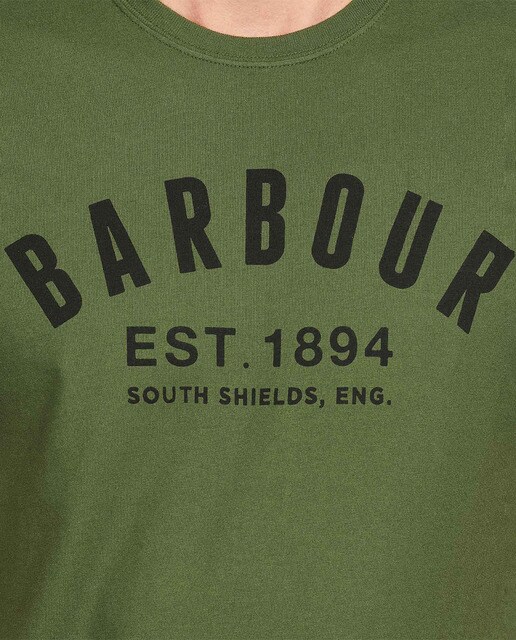 BARBOUR
EST. 1894
SOUTH SHIELDS, ENG.